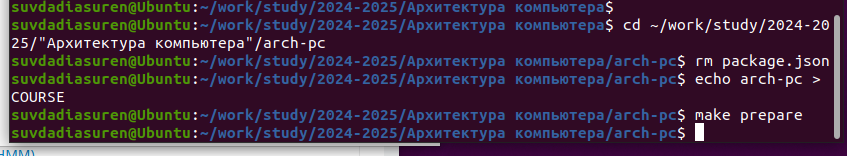 suvdadiasuren@Ubuntu:~/work/study/2024-2025/Архитектура компьютера$
suvdadiasuren@Ubuntu:~/work/study/2024-2025/Архитектура компьютера$ cd ~/work/study/2024-20
25/"Архитектура компьютера"/arch-pc
suvdadiasuren@Ubuntu:~/work/study/2024-2025/Архитектура компьютера/arch-pc$ rm package.json
suvdadiasuren@Ubuntu:~/work/study/2024-2025/Архитектура компьютера/arch-pc$ echo arch-pc >
COURSE
suvdadiasuren@Ubuntu:~/work/study/2024-2025/Архитектура компьютера/arch-pc$ make prepare
suvdadiasuren@Ubuntu:~/work/study/2024-2025/Архитектура компьютера/arch-pc$